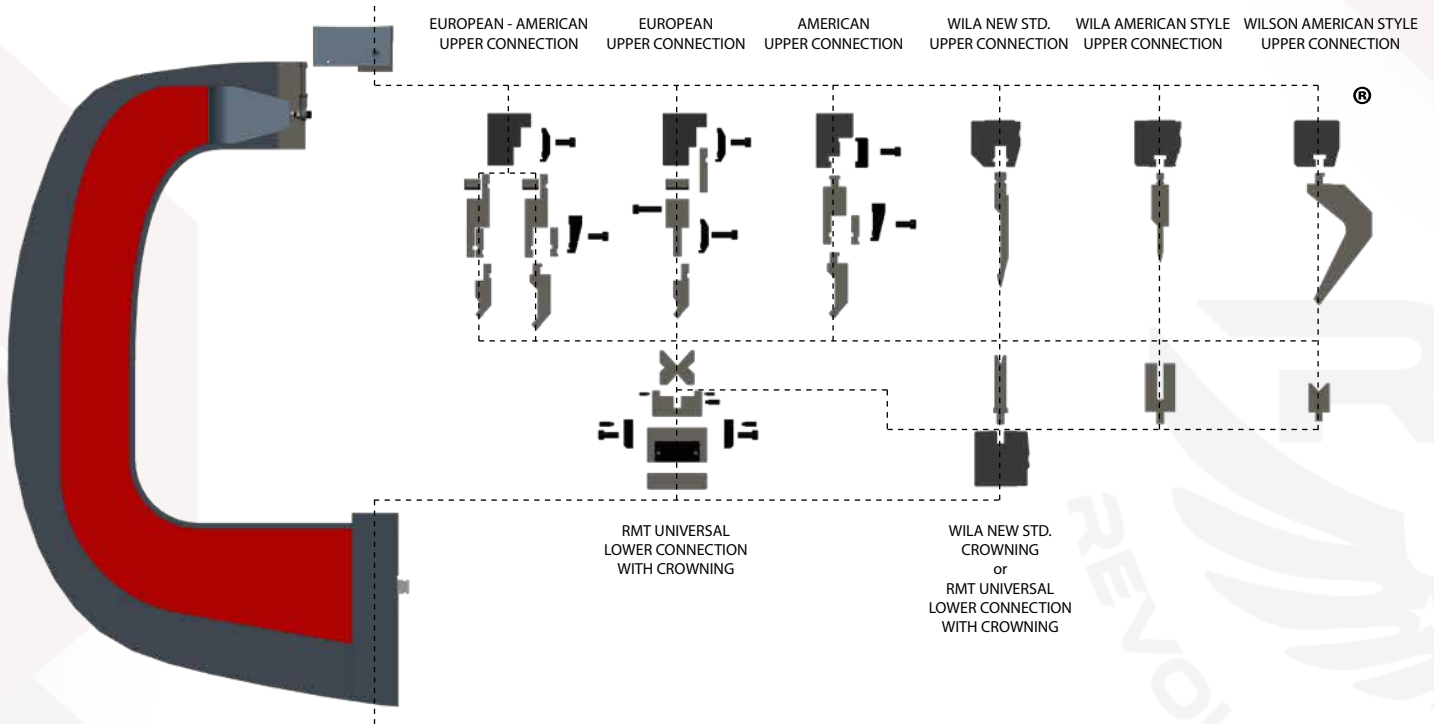 EUROPEAN - AMERICAN
UPPER CONNECTION
EUROPEAN
UPPER CONNECTION
AMERICAN
UPPER CONNECTION
WILA NEW STD.
UPPER CONNECTION
WILA AMERICAN STYLE
UPPER CONNECTION
WILSON AMERICAN STYLE
UPPER CONNECTION
®
RMT UNIVERSAL
LOWER CONNECTION
WITH CROWNING
WILA NEW STD.
CROWNING
or
RMT UNIVERSAL
LOWER CONNECTION
WITH CROWNING
REVO